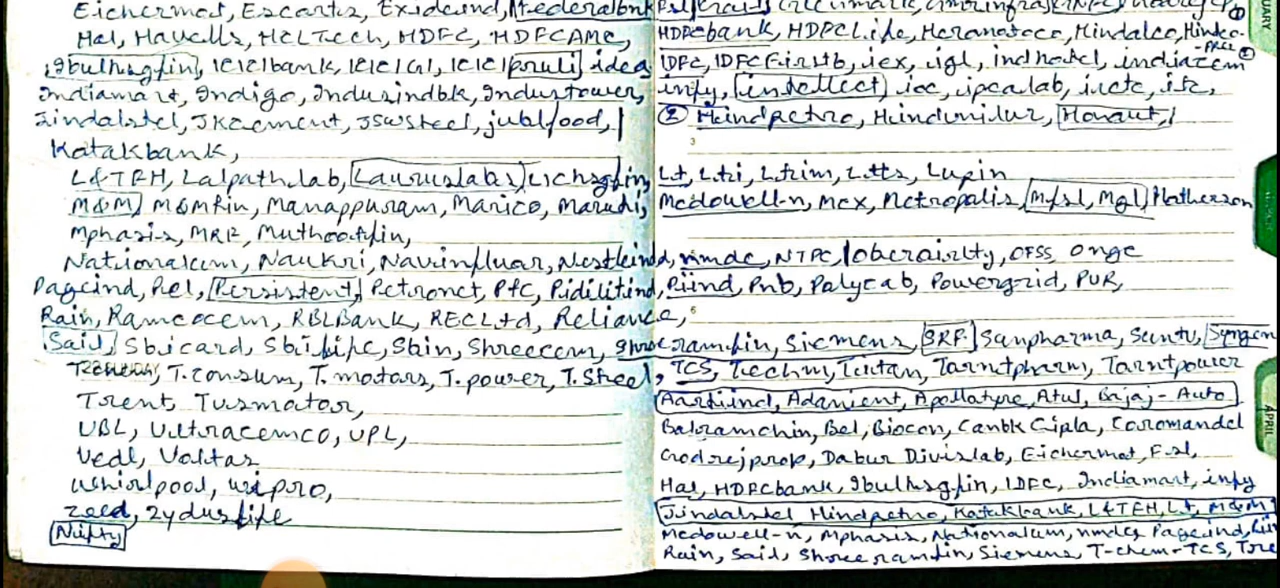 Eichermot, Escorts, Exideind, Federalbnk
Hal, Havells, HCLTech, HDFC, HDFCAMC,
Ibulhsgfin, ICICIbank, ICICIGI, ICICIpruli idea
Indiamart, Indigo, Indusindbk, Industower,
Jindalstel, JKCement, JSWSteel, jublfood,
Kotakbank,
L&TFH, Lalpathlab, Lauruslabs, Lichsgfin,
M&M, M&Mfin, Manappuram, Marico, Maruti,
Mphasis, MRF, Muthootfin,
Nationalum, Naukri, Navinfluor, Nestleind,
Pageind, Pel, Persistent, Petronet, Pfc, Pidilitind,
Rain, Ramcocem, RBLBank, RECLtd, Reliance,
Sail, Sbicard, Sbilife, Sbin, Shreecem,
T.consum, T.motors, T.power, T.Steel,
Trent, Tvsmotor,
UBL, Ultracemco, UPL,
Vedl, Voltas
Whirlpool, wipro,
zeel, zyduslife
Nifty
HDFCbank, HDFCLife, Heromotoco, Hindalco, Hindco-
IDFC, IDFCFirstb, iex, igl, Indhotel, indiacem
infy, intellect, ioc, ipcalab, irctc, itc,
② Hindpetro, Hindunilvr, Honaut,
Lt, Ltti, Ltim, Ltts, Lupin
Mcdowell-n, Mcx, Metropolis, Mfsl, Mgl, Motherson
nmdc, NTPC, oberoirlty, OFSS, ongc
Piind, Pnb, Polycab, Powergrid, PVR,
Shreeramfin, Siemens, SRF, Sunpharma, Suntv, Syngen
TCS, Techm, Titan, Torntpharm, Torntpower
Aartiind, Adanient, Apollotyre, Atul, Bajaj-Auto
Balramchin, Bel, Biocon, Canbk Cipla, Coromandel
Godrejprop, Dabur Divislab, Eichermot, Fsl,
Hal, HDFCbank, Ibulhsgfin, IDFC, Indiamart, infy
Jindalstel Hindpetro, Kotakbank, L&TFH, Lt, M&M
Mcdowell-n, Mphasis, Nationalum, nmdc, Pageind,
Rain, Sail, Shreeramfin, Siemens, T-chem-TCS,